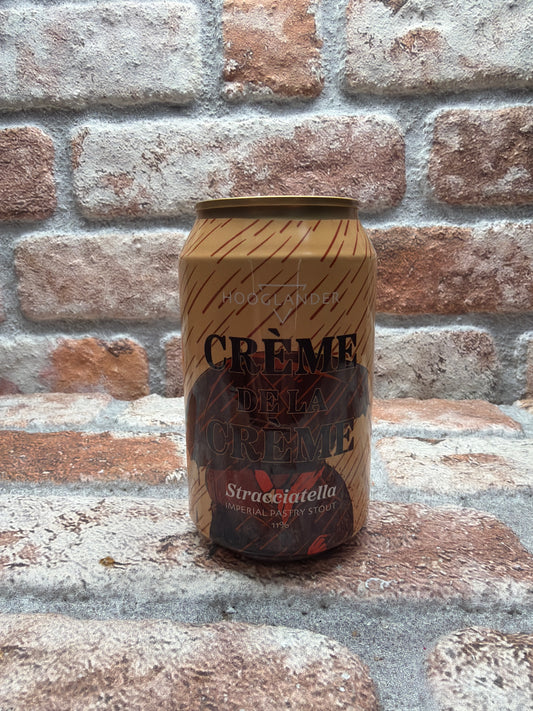 HOOGLANDER
CRÈME
DE LA
CRÈME
Stracciatella
IMPERIAL PASTRY STOUT
11%